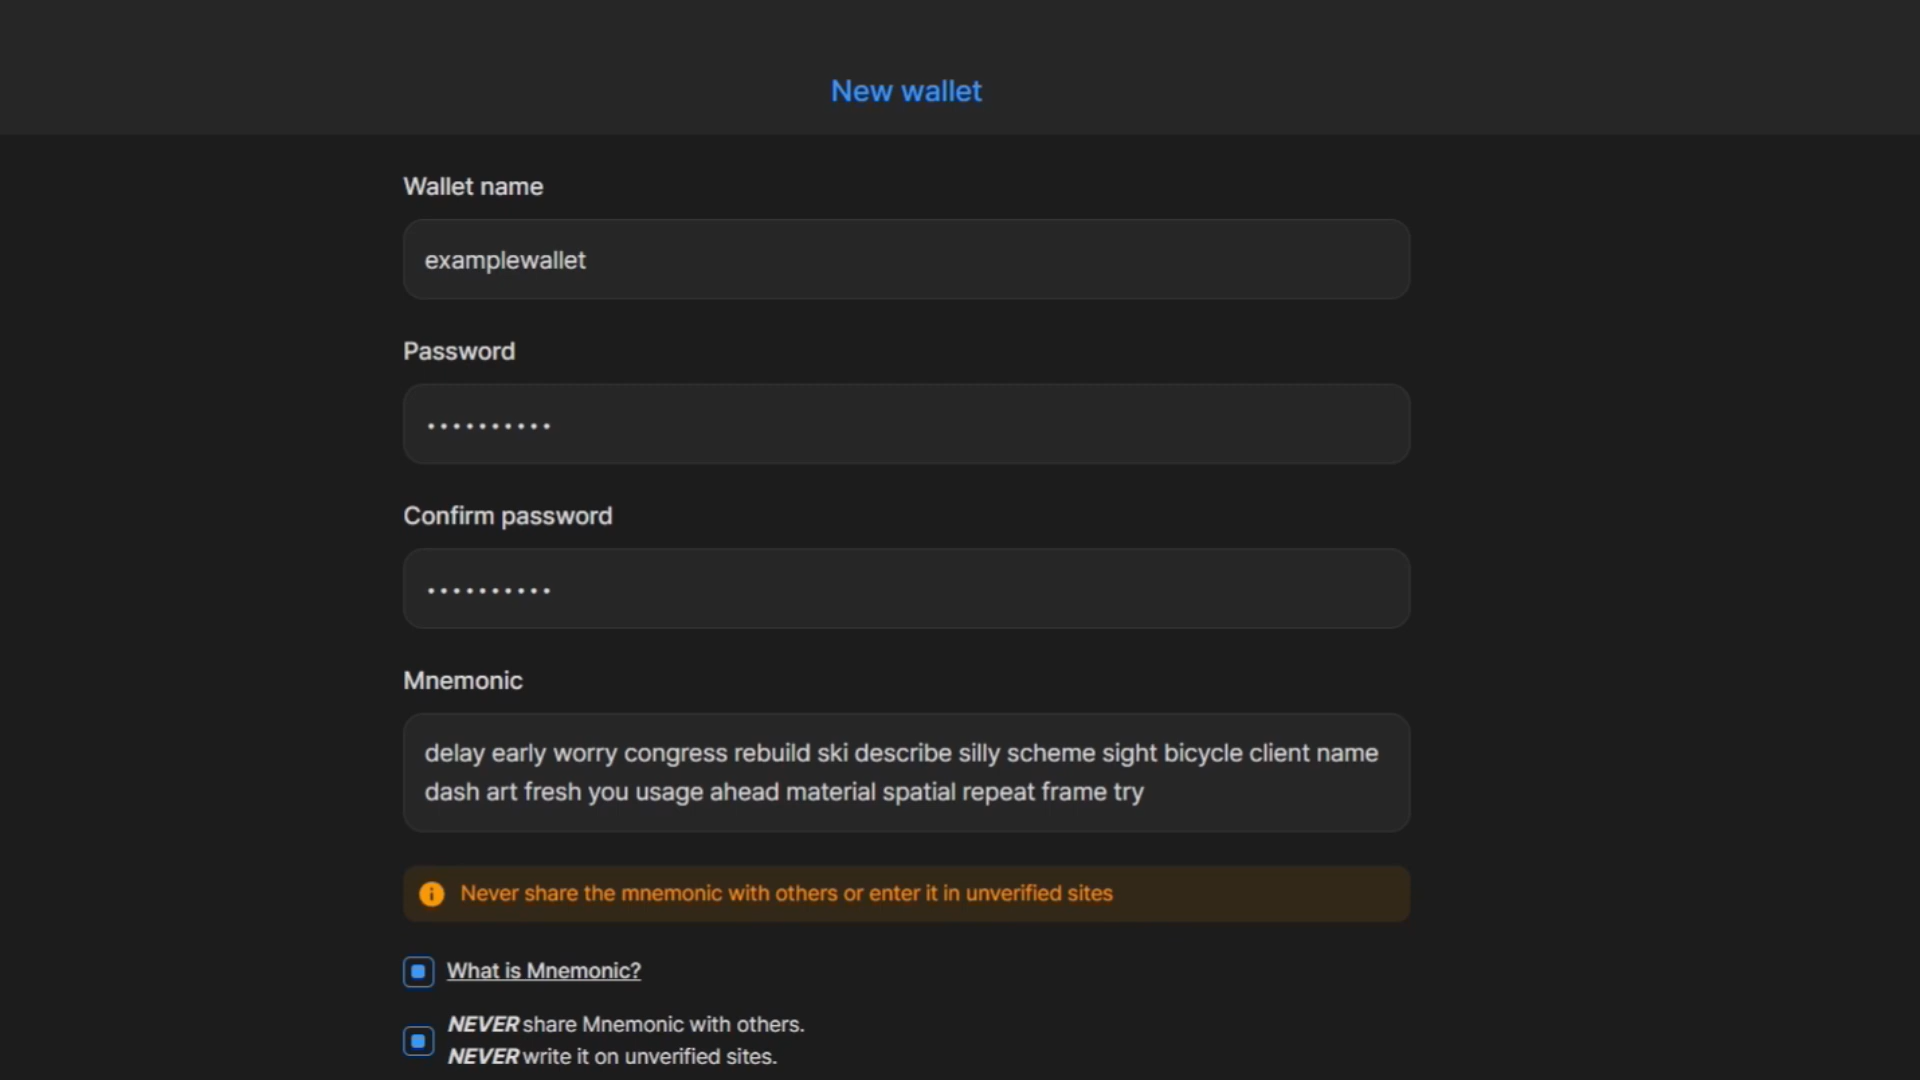 New wallet
Wallet name
examplewallet
Password
••••••••••
Confirm password
••••••••••
Mnemonic
delay early worry congress rebuild ski describe silly scheme sight bicycle client name
dash art fresh you usage ahead material spatial repeat frame try
Never share the mnemonic with others or enter it in unverified sites
What is Mnemonic?
NEVER share Mnemonic with others.
NEVER write it on unverified sites.